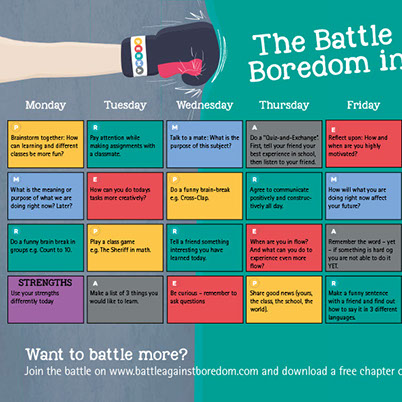 The Battle
Boredom in
Monday
Tuesday
Wednesday
Thursday
Friday
P
Brainstorm together: How
can learning and different
classes be more fun?
R
Pay attention while
making assignments with
a classmate.
M
Talk to a mate: What is the
purpose of this subject?
A
Do a "Quiz-and-Exchange".
First, tell your friend your
best experience in school,
then listen to your friend.
E
Reflect upon: How and
when are you highly
motivated?
M
What is the meaning or
purpose of what we are
doing right now? Later?
E
How can you do todays
tasks more creatively?
P
Do a funny brain-break
e.g. Cross-Clap.
R
Agree to communicate
positively and construc-
tively all day.
M
How will what you are
doing right now affect
your future?
R
Do a funny brain break in
groups e.g. Count to 10.
P
Play a class game
e.g. The Sheriff in math.
R
Tell a friend something
interesting you have
learned today.
E
When are you in flow?
And what can you do to
experience even more
flow?
A
Remember the word – yet
– if something is hard og
you are not able to do it
YET.
STRENGTHS
Use your strengths
differently today
A
Make a list of 3 things you
would like to learn.
E
Be curious – remember to
ask questions
P
Share good news (yours,
the class, the school, the
world).
R
Make a funny sentence
with a friend and find out
how to say it in 3 different
languages.
Want to battle more?
Join the battle on www.battleagainstboredom.com and download a free chapter